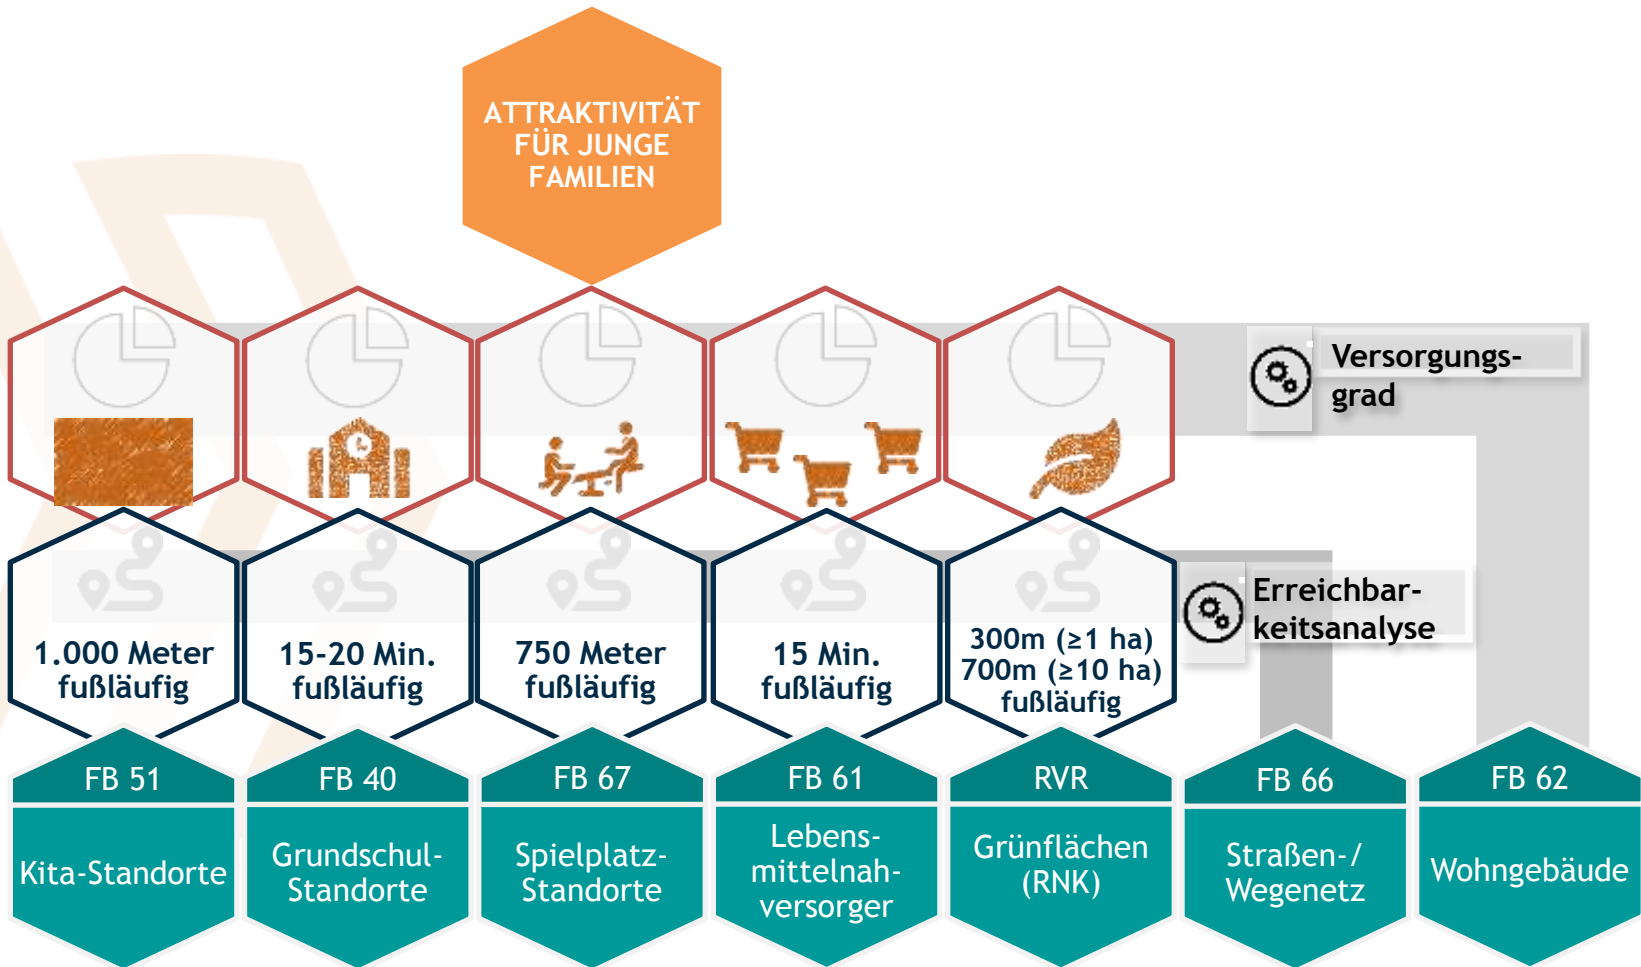 ATTRAKTIVITÄT
FÜR JUNGE
FAMILIEN
Versorgungs-
grad
Erreichbar-
keitsanalyse
1.000 Meter
fußläufig
15-20 Min.
fußläufig
750 Meter
fußläufig
15 Min.
fußläufig
300m (≥1 ha)
700m (≥10 ha)
fußläufig
FB 51
Kita-Standorte
FB 40
Grundschul-
Standorte
FB 67
Spielplatz-
Standorte
FB 61
Lebens-
mittelnah-
versorger
RVR
Grünflächen
(RNK)
FB 66
Straßen-/
Wegenetz
FB 62
Wohngebäude